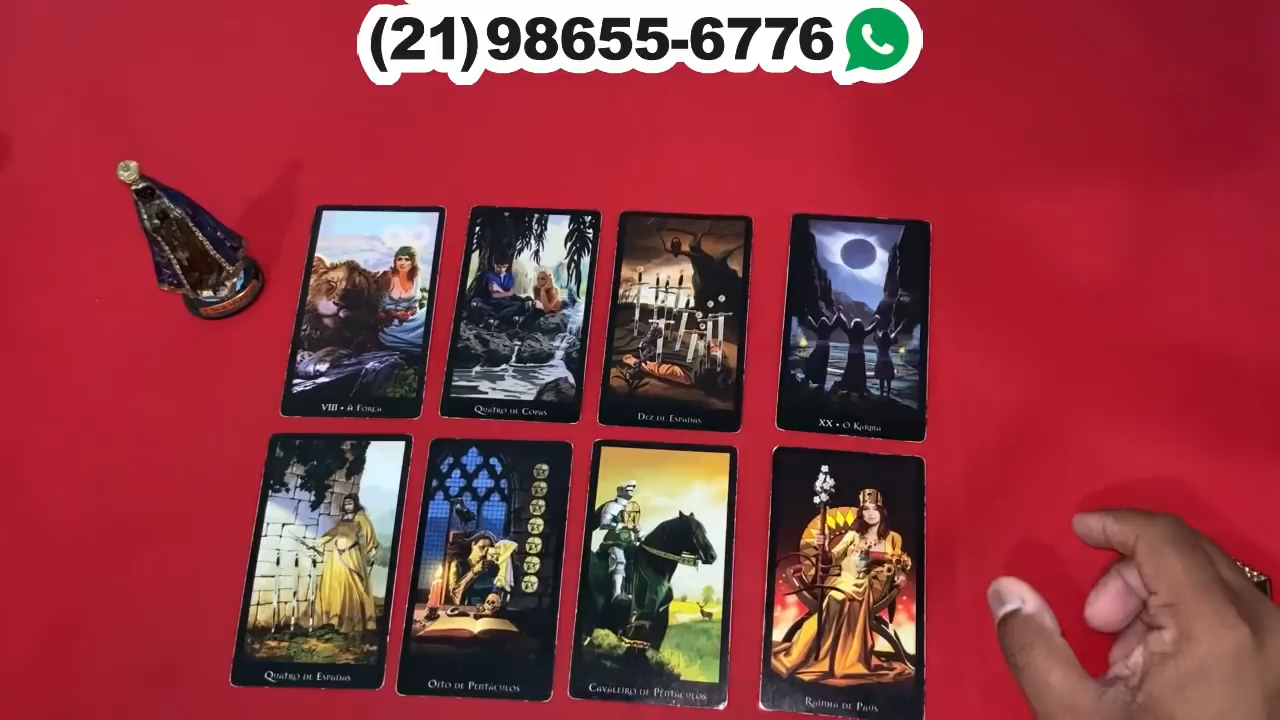 (21)98655-6776
VIII • A Força
Quatro de Copas
Dez de Espadas
XX • O Karma
Quatro de Espadas
Oito de Pentáculos
Cavaleiro de Pentáculos
Rainha de Paus